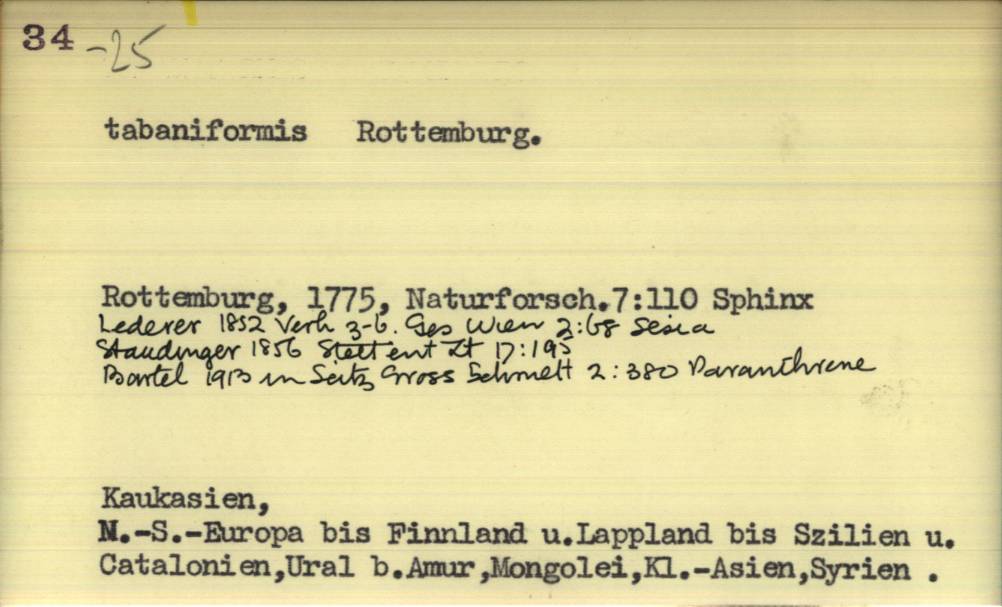 34 -25
tabaniformis Rottemburg.
Rottemburg, 1775, Naturforsch.7:110 Sphinx
Lederer 1852 Verh z-b. Ges Wien 2:68 Sesia
Staudinger 1856 Stett ent Zt 17:193
Bartel 1913 in Seitz Gross Schmett 2:380 Paranthrene
Kaukasien,
N.-S.-Europa bis Finnland u.Lappland bis Szilien u.
Catalonien,Ural b.Amur,Mongolei,Kl.-Asien,Syrien .